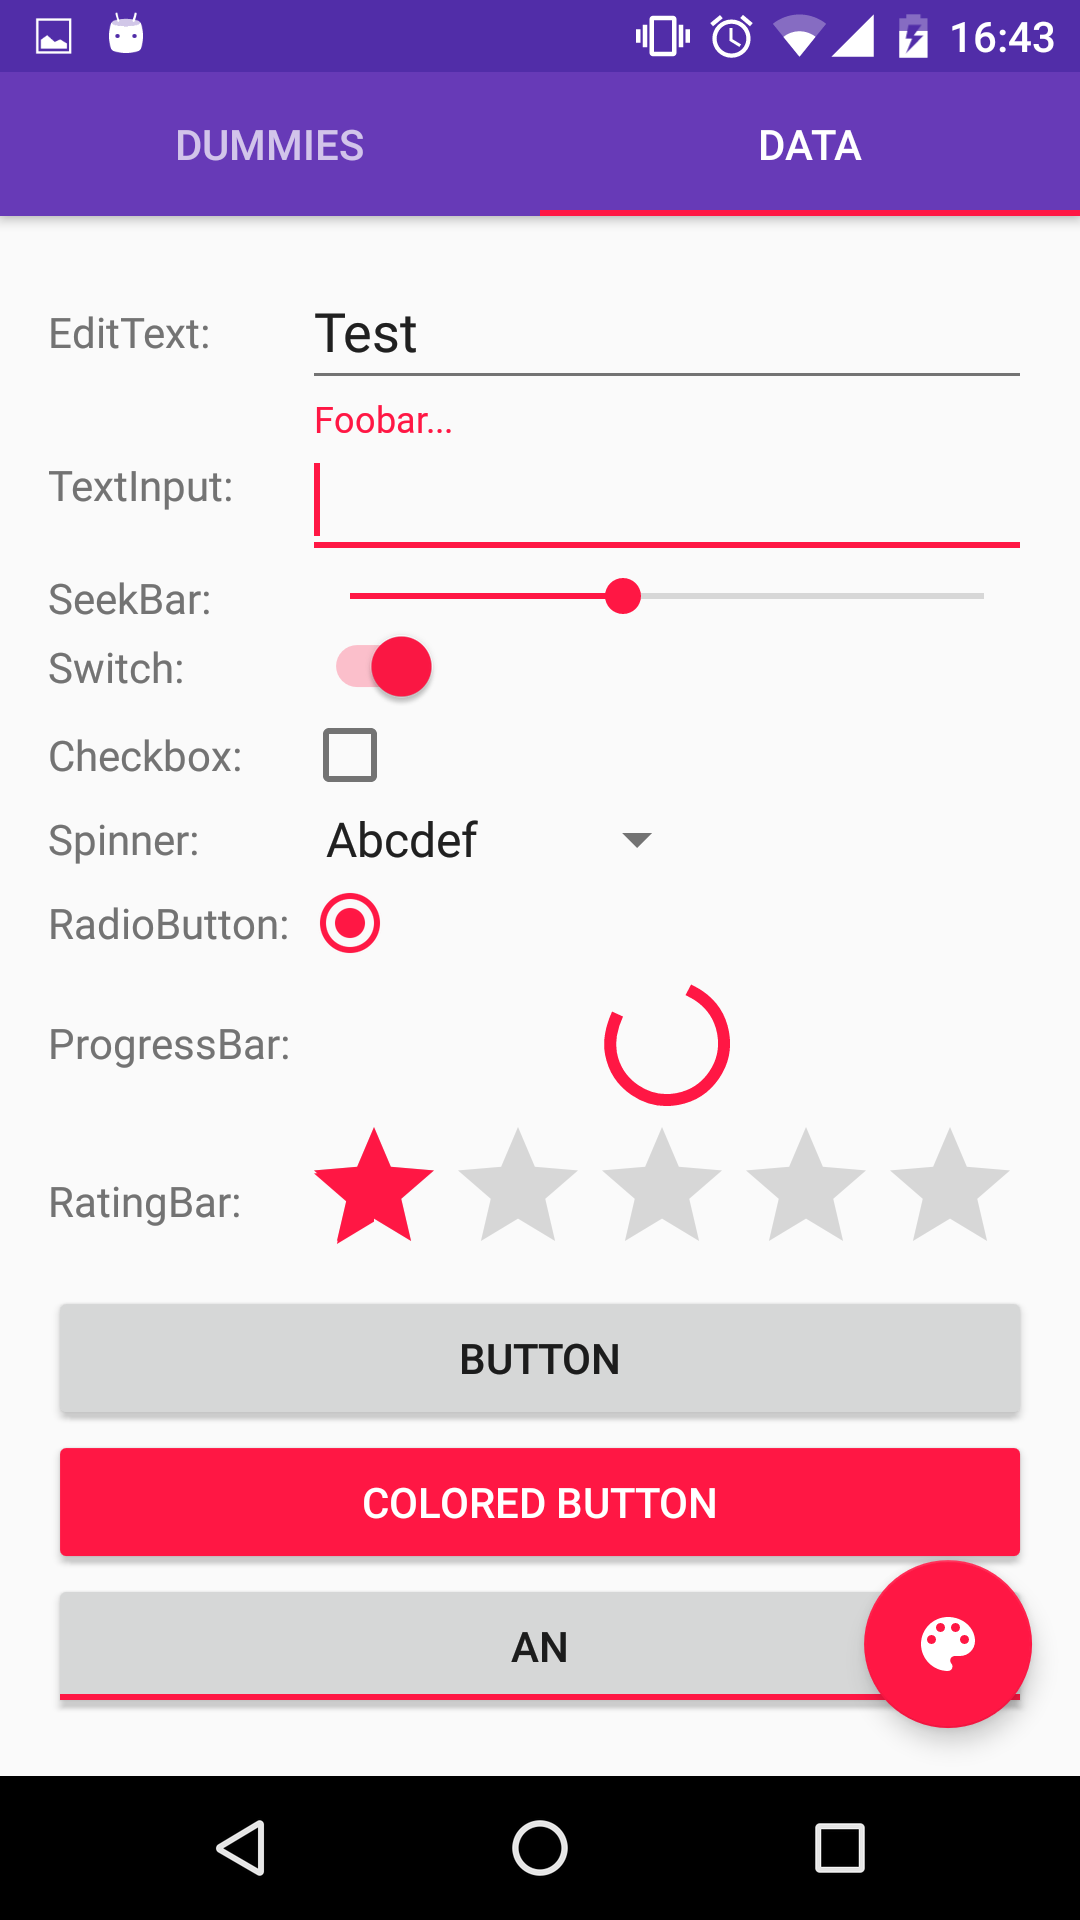 16:43
DUMMIES DATA
EditText: Test
Foobar...
TextInput:
SeekBar:
Switch:
Checkbox:
Spinner: Abcdef
RadioButton:
ProgressBar:
RatingBar:
BUTTON
COLORED BUTTON
AN